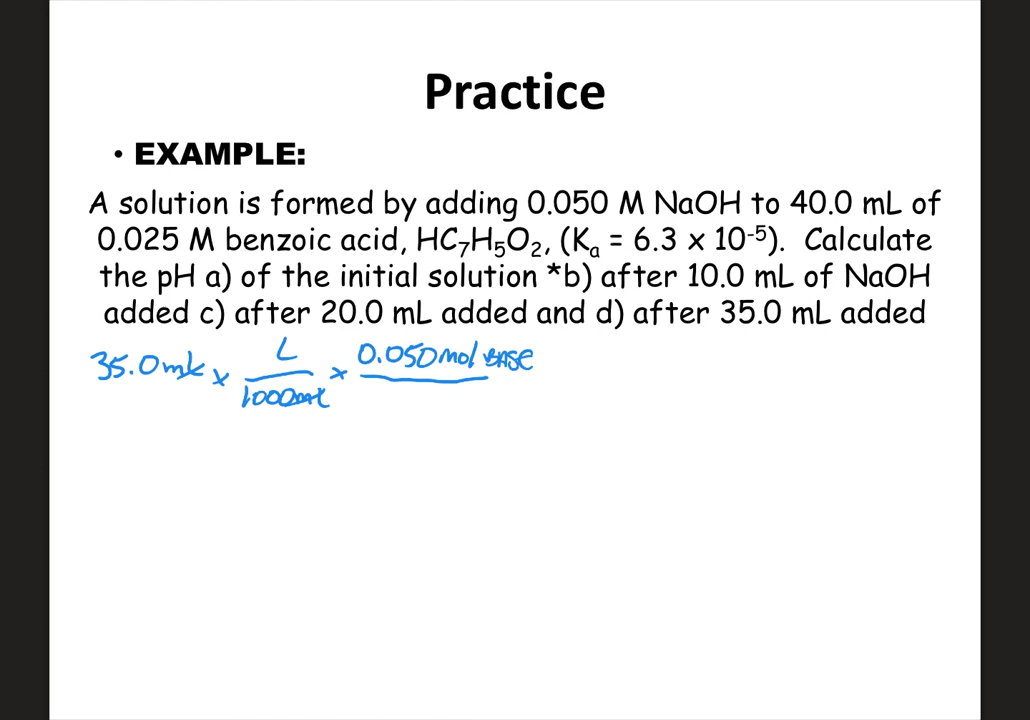 Practice
• EXAMPLE:
A solution is formed by adding 0.050 M NaOH to 40.0 mL of
0.025 M benzoic acid, HC₇H₅O₂, (Kₐ = 6.3 x 10⁻⁵). Calculate
the pH a) of the initial solution *b) after 10.0 mL of NaOH
added c) after 20.0 mL added and d) after 35.0 mL added
35.0 mL x L / 1000 mL x 0.050 mol BASE